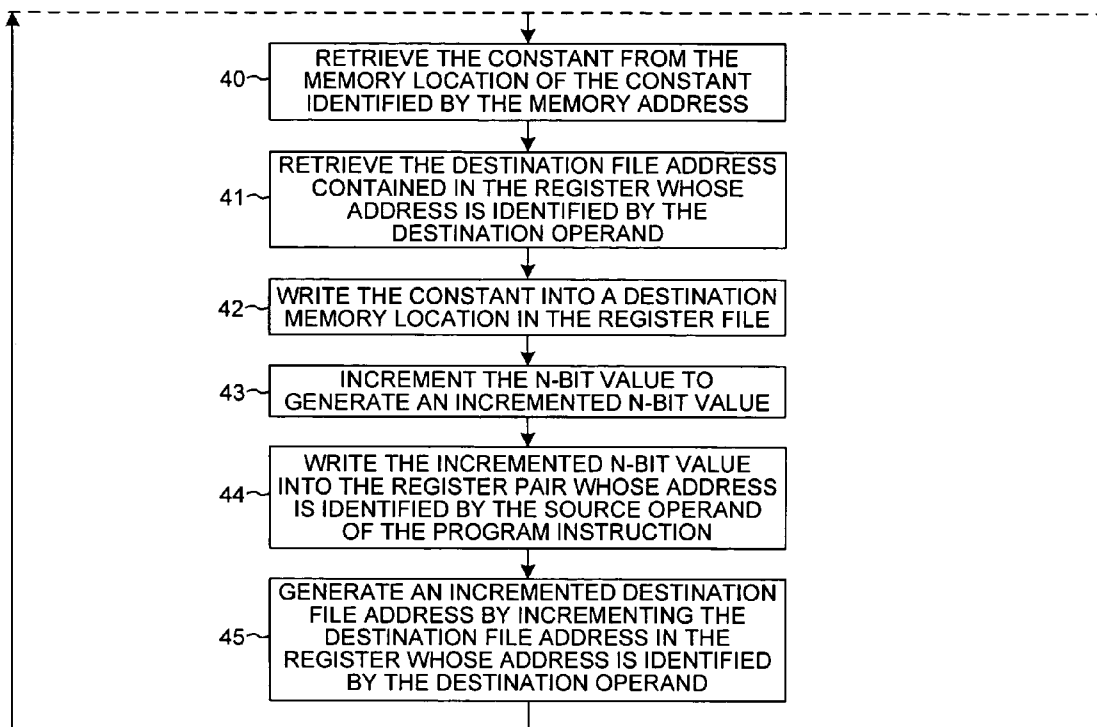 RETRIEVE THE CONSTANT FROM THE
40 MEMORY LOCATION OF THE CONSTANT
IDENTIFIED BY THE MEMORY ADDRESS
RETRIEVE THE DESTINATION FILE ADDRESS
41 CONTAINED IN THE REGISTER WHOSE
ADDRESS IS IDENTIFIED BY THE
DESTINATION OPERAND
42 WRITE THE CONSTANT INTO A DESTINATION
MEMORY LOCATION IN THE REGISTER FILE
43 INCREMENT THE N-BIT VALUE TO
GENERATE AN INCREMENTED N-BIT VALUE
WRITE THE INCREMENTED N-BIT VALUE
44 INTO THE REGISTER PAIR WHOSE ADDRESS
IS IDENTIFIED BY THE SOURCE OPERAND
OF THE PROGRAM INSTRUCTION
GENERATE AN INCREMENTED DESTINATION
FILE ADDRESS BY INCREMENTING THE
45 DESTINATION FILE ADDRESS IN THE
REGISTER WHOSE ADDRESS IS IDENTIFIED
BY THE DESTINATION OPERAND